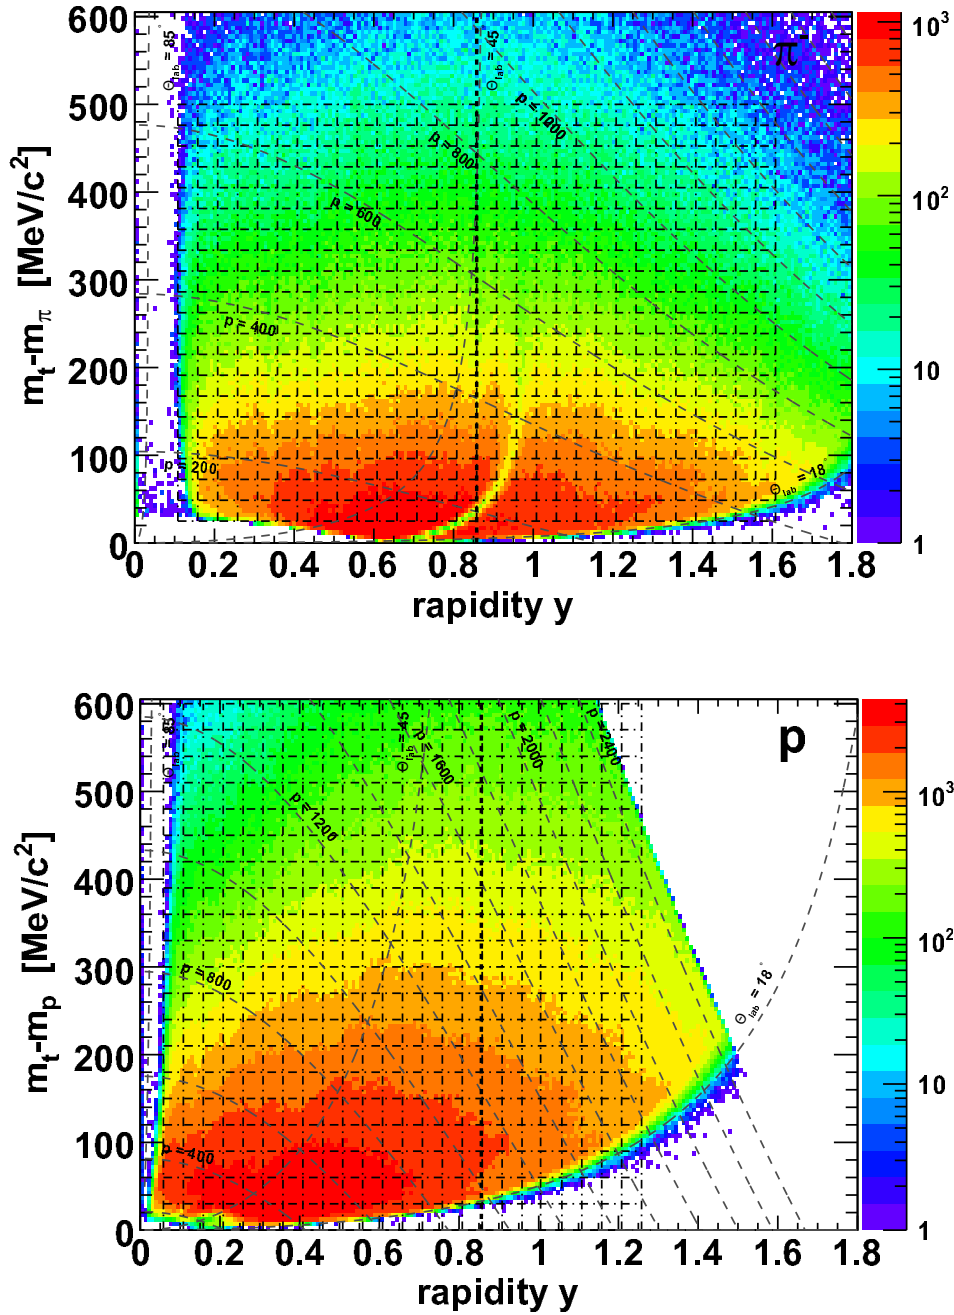 600
500
400
300
200
100
0
m_t-m_π [MeV/c²]
Θ_lab = 85
Θ_lab = 45
π⁻
p = 1000
p = 800
p = 600
p = 400
p = 200
Θ_lab = 18
10³
10²
10
1
0 0.2 0.4 0.6 0.8 1 1.2 1.4 1.6 1.8
rapidity y
600
500
400
300
200
100
0
m_t-m_p [MeV/c²]
Θ_lab = 85°
Θ_lab = 45°
p
p = 2400
p = 2000
p = 1600
p = 1200
p = 800
p = 400
Θ_lab = 18°
10³
10²
10
1
0 0.2 0.4 0.6 0.8 1 1.2 1.4 1.6 1.8
rapidity y